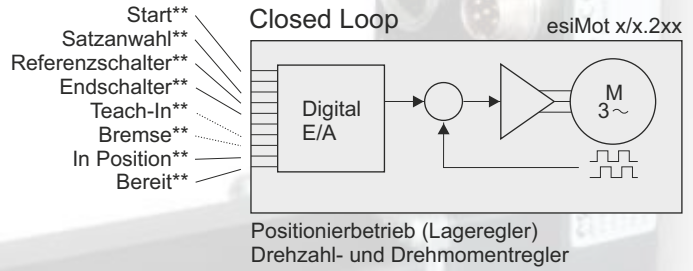 Start**
Satzanwahl**
Referenzschalter**
Endschalter**
Teach-In**
Bremse**
In Position**
Bereit**
Closed Loop
esiMot x/x.2xx
Digital
E/A
M
3~
Positionierbetrieb (Lageregler)
Drehzahl- und Drehmomentregler